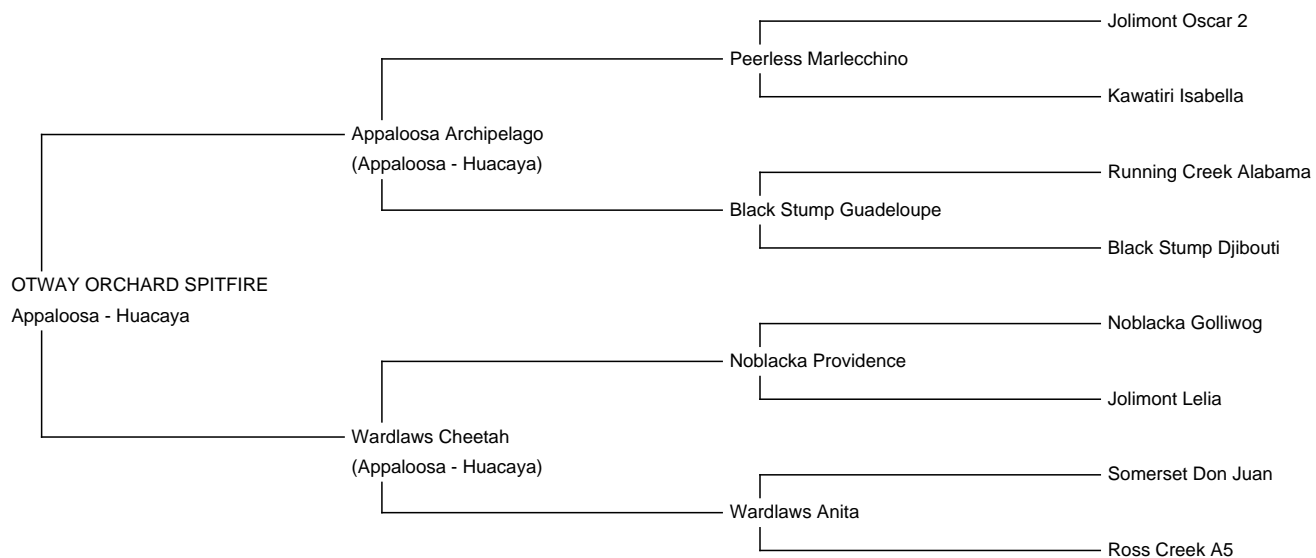 Jolimont Oscar 2
Peerless Marlecchino
Kawatiri Isabella
Appaloosa Archipelago
(Appaloosa - Huacaya)
Running Creek Alabama
Black Stump Guadeloupe
Black Stump Djibouti
OTWAY ORCHARD SPITFIRE
Appaloosa - Huacaya
Noblacka Golliwog
Noblacka Providence
Jolimont Lelia
Wardlaws Cheetah
(Appaloosa - Huacaya)
Somerset Don Juan
Wardlaws Anita
Ross Creek A5